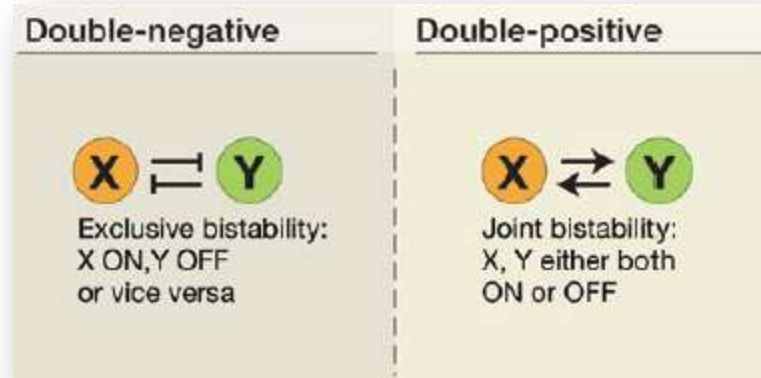 Double-negative
X Y
Exclusive bistability:
X ON,Y OFF
or vice versa
Double-positive
X Y
Joint bistability:
X, Y either both
ON or OFF